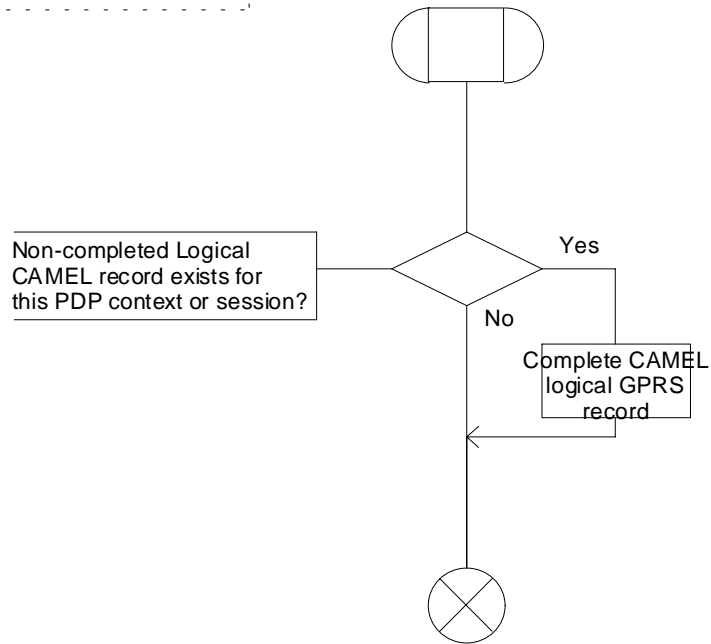 Non-completed Logical
CAMEL record exists for
this PDP context or session?
Yes
No
Complete CAMEL
logical GPRS
record